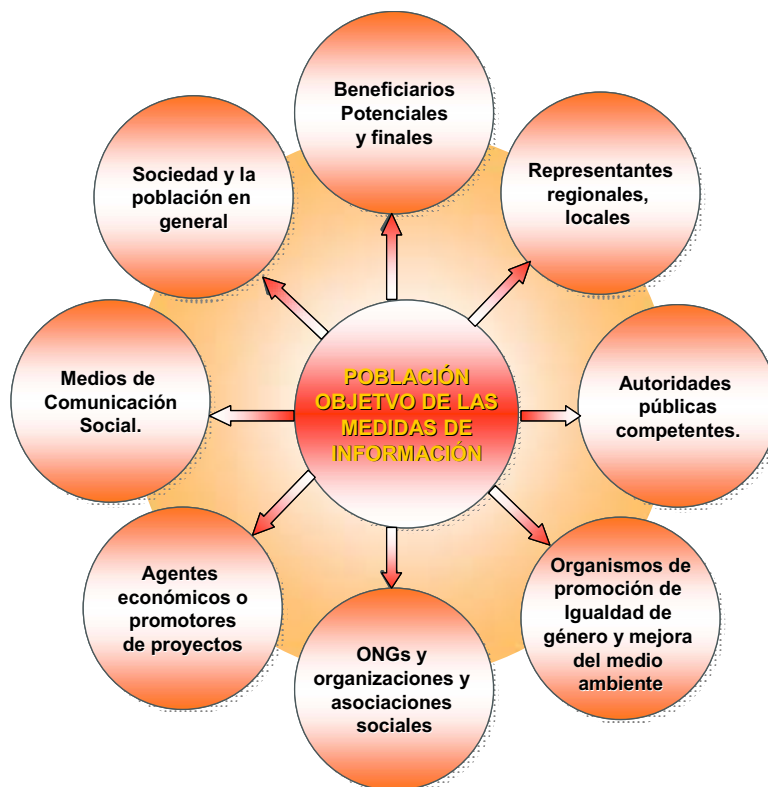 Beneficiarios
Potenciales
y finales
Representantes
regionales,
locales
Sociedad y la
población en
general
Autoridades
públicas
competentes.
Medios de
Comunicación
Social.
POBLACIÓN
OBJETVO DE LAS
MEDIDAS DE
INFORMACIÓN
Organismos de
promoción de
Igualdad de
género y mejora
del medio
ambiente
Agentes
económicos o
promotores
de proyectos
ONGs y
organizaciones y
asociaciones
sociales